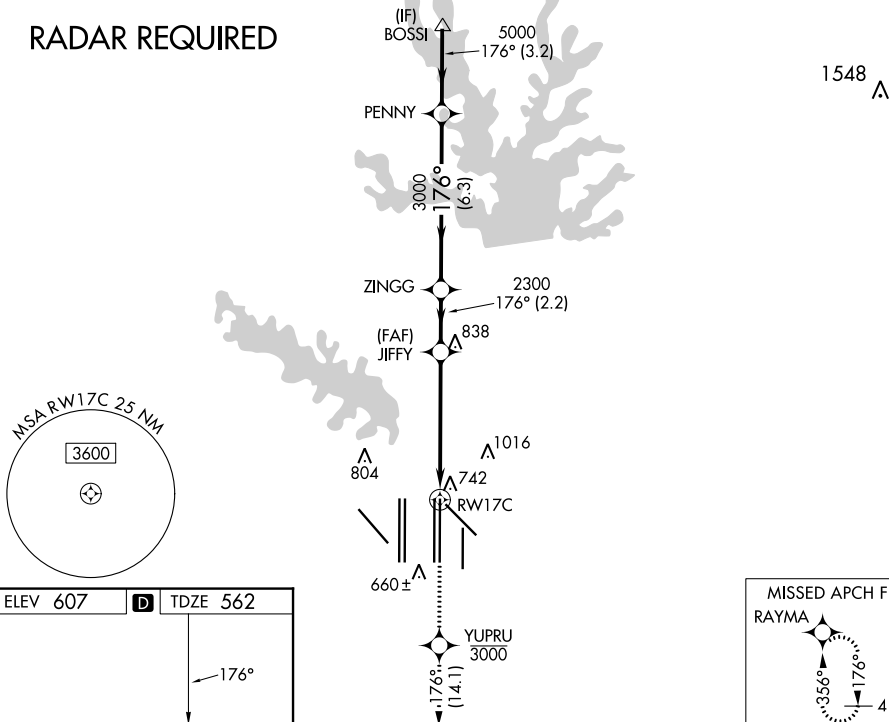 RADAR REQUIRED
(IF)
BOSSI
5000
176° (3.2)
1548
PENNY
3000
176°
(6.3)
ZINGG
2300
176° (2.2)
(FAF)
JIFFY
838
MSA RW17C 25 NM
3600
1016
804
742
RW17C
660±
ELEV 607
D
TDZE 562
176°
YUPRU
3000
176°
(14.1)
MISSED APCH F
RAYMA
356°
176°
4